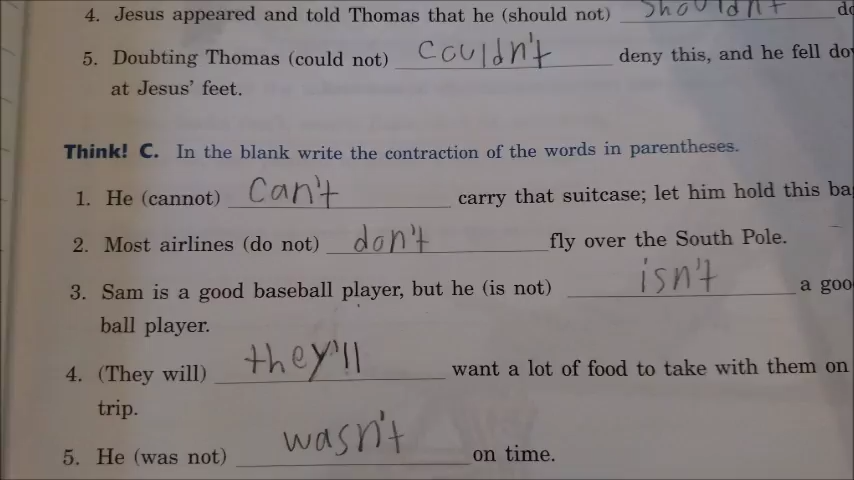 4. Jesus appeared and told Thomas that he (should not) shouldn't
5. Doubting Thomas (could not) couldn't deny this, and he fell
at Jesus' feet.
Think! C. In the blank write the contraction of the words in parentheses.
1. He (cannot) can't carry that suitcase; let him hold this
2. Most airlines (do not) don't fly over the South Pole.
3. Sam is a good baseball player, but he (is not) isn't a
ball player.
4. (They will) they'll want a lot of food to take with them on
trip.
5. He (was not) wasn't on time.